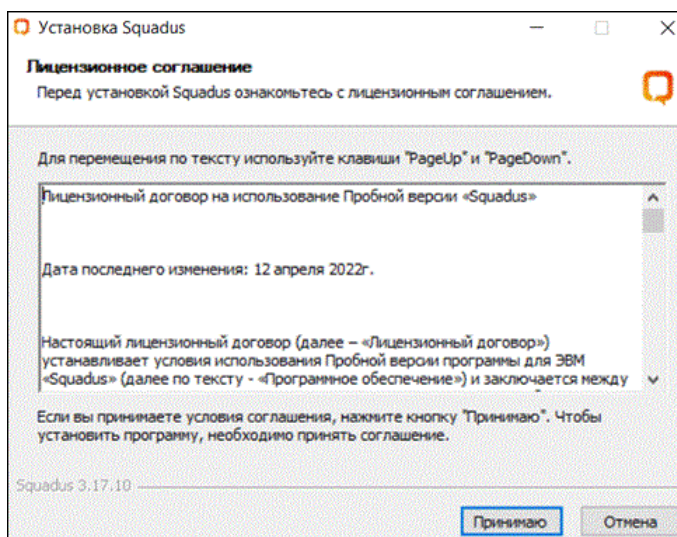 Установка Squadus
Лицензионное соглашение
Перед установкой Squadus ознакомьтесь с лицензионным соглашением.
Для перемещения по тексту используйте клавиши "PageUp" и "PageDown".
Лицензионный договор на использование Пробной версии «Squadus»
Дата последнего изменения: 12 апреля 2022г.
Настоящий лицензионный договор (далее – «Лицензионный договор»)
устанавливает условия использования Пробной версии программы для ЭВМ
«Squadus» (далее по тексту - «Программное обеспечение») и заключается между
Если вы принимаете условия соглашения, нажмите кнопку "Принимаю". Чтобы
установить программу, необходимо принять соглашение.
Squadus 3.17.10
Принимаю
Отмена